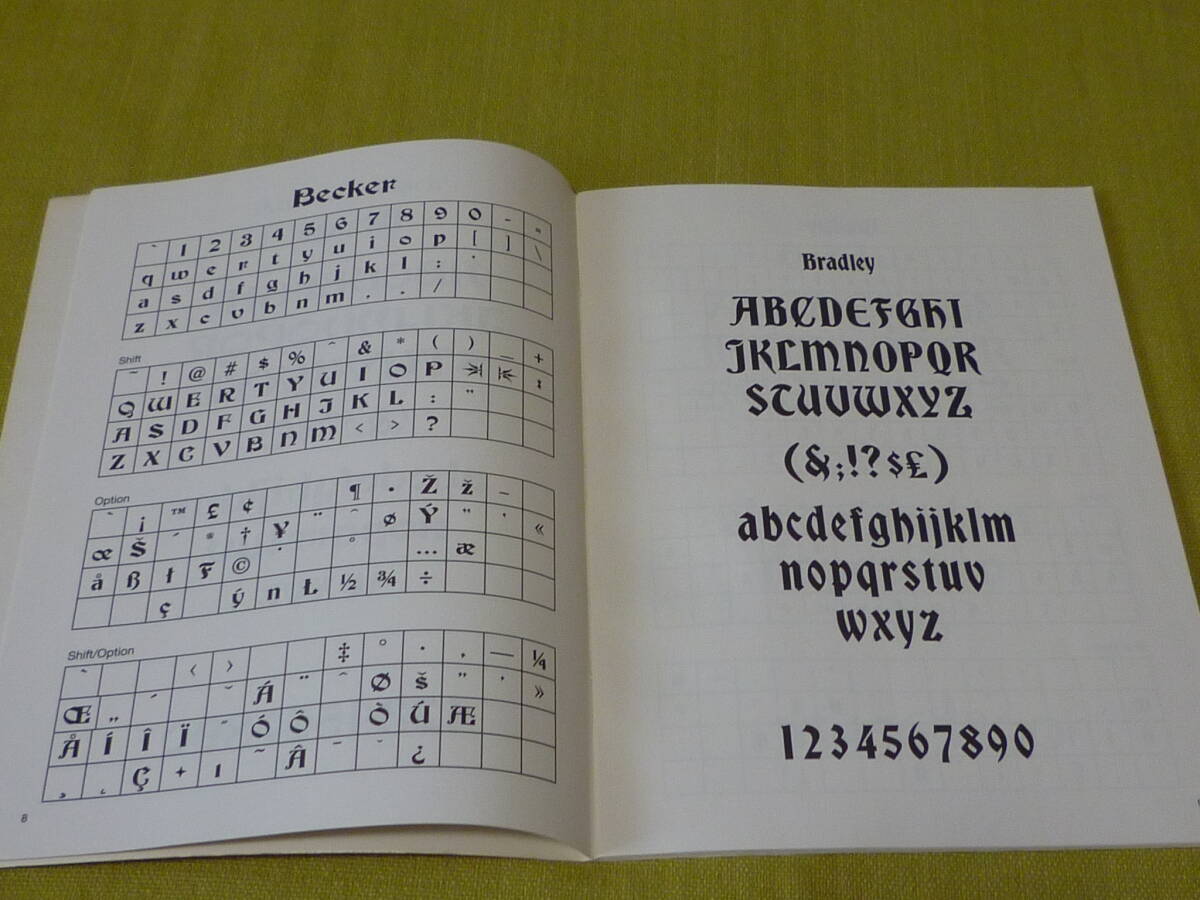 Becker
` 1 2 3 4 5 6 7 8 9 0 - =
q w e r t y u i o p [ ] \
a s d f g h j k l : '
z x c v b n m . . /
Shift
~ ! @ # $ % ^ & * ( ) _ +
Q W E R T Y U I O P
A S D F G H J K L : "
Z X C V B N M < > ?
Option
` ¡ ™ £ ¢ ¶ • Ž ž –
œ Š ´ ® † ¥ ¨ ˆ ø Ý “ ‘ «
å ß ł F © ˙ ° … æ
ç ý n Ł ½ ¾ ÷
Shift/Option
` ‹ › ‡ ° · ‚ — ¼
Œ „ ´ ˇ Á ¨ ˆ Ø š ” ’ »
Å Í Î Ï ˝ Ó Ô Ò Ú Æ
¸ ˛ Ç + ı ˜ Â ¯ ˘ ¿
8
Bradley
ABCDEFGHI
JKLMNOPQR
STUVWXYZ
(&;!?$£)
abcdefghijklm
nopqrstuv
wxyz
1234567890